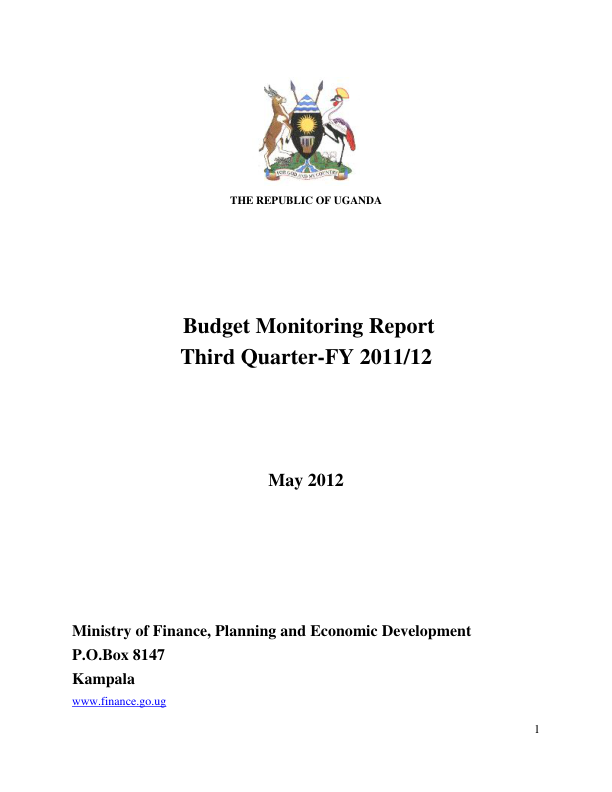 FOR GOD AND MY COUNTRY
THE REPUBLIC OF UGANDA
Budget Monitoring Report
Third Quarter-FY 2011/12
May 2012
Ministry of Finance, Planning and Economic Development
P.O.Box 8147
Kampala
www.finance.go.ug
1